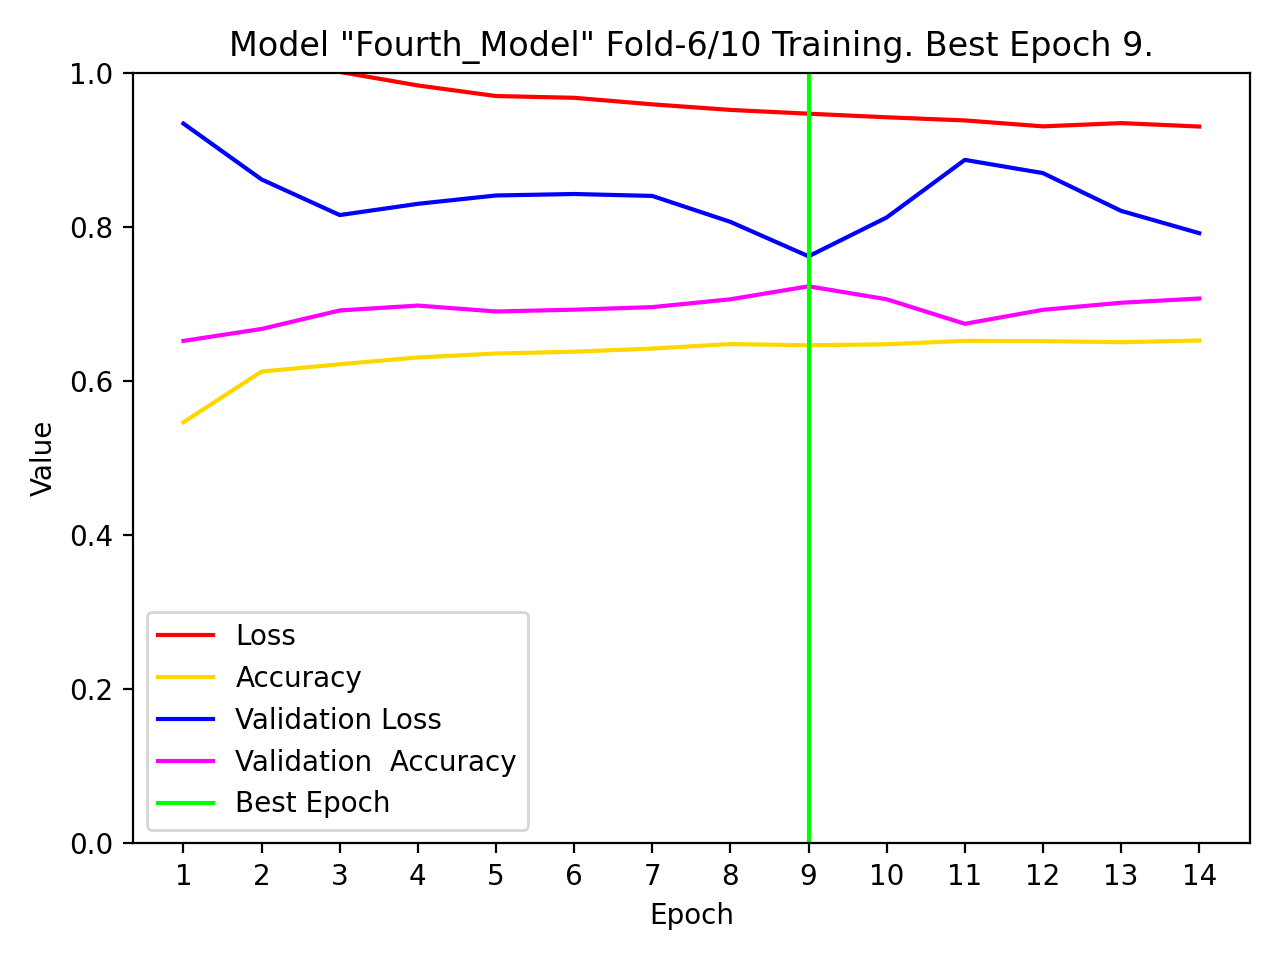 Model "Fourth_Model" Fold-6/10 Training. Best Epoch 9.
1.0
0.8
0.6
0.4
0.2
0.0
Value
Loss
Accuracy
Validation Loss
Validation  Accuracy
Best Epoch
1 2 3 4 5 6 7 8 9 10 11 12 13 14
Epoch